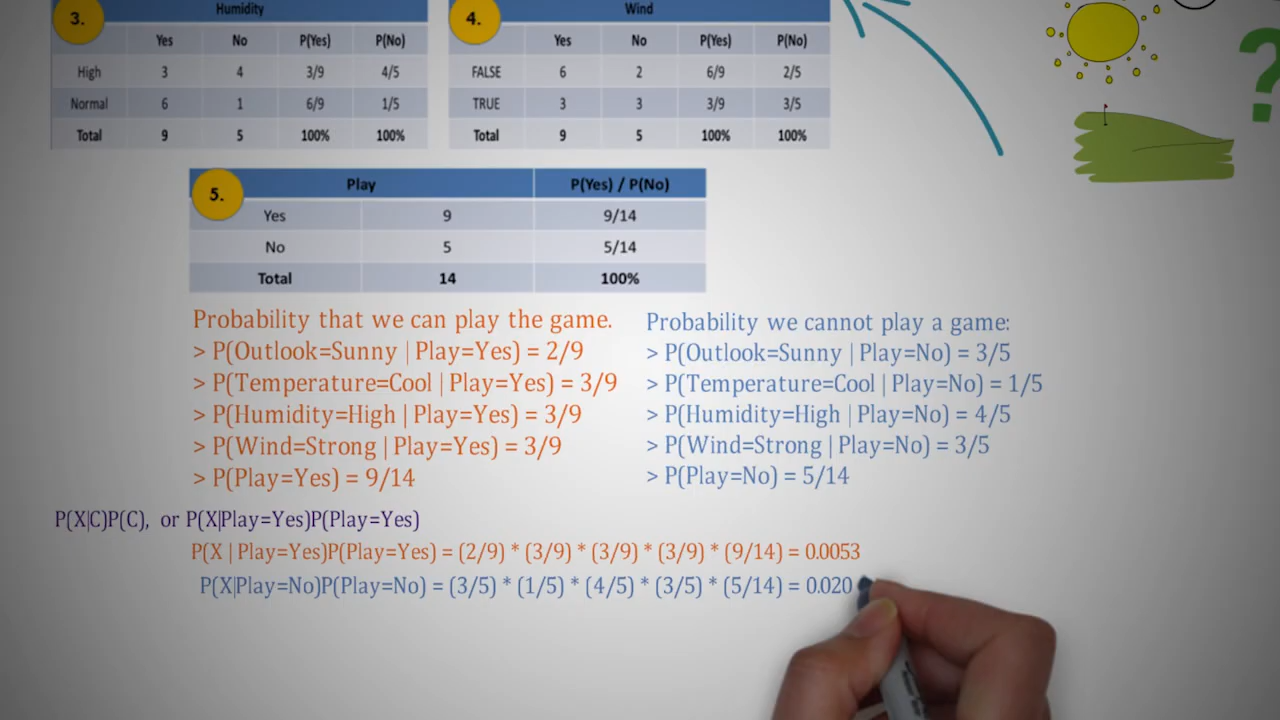 3.
Humidity
Yes No P(Yes) P(No)
High 3 4 3/9 4/5
Normal 6 1 6/9 1/5
Total 9 5 100% 100%
4.
Wind
Yes No P(Yes) P(No)
FALSE 6 2 6/9 2/5
TRUE 3 3 3/9 3/5
Total 9 5 100% 100%
?
5.
Play P(Yes) / P(No)
Yes 9 9/14
No 5 5/14
Total 14 100%
Probability that we can play the game.
> P(Outlook=Sunny | Play=Yes) = 2/9
> P(Temperature=Cool | Play=Yes) = 3/9
> P(Humidity=High | Play=Yes) = 3/9
> P(Wind=Strong | Play=Yes) = 3/9
> P(Play=Yes) = 9/14
Probability we cannot play a game:
> P(Outlook=Sunny | Play=No) = 3/5
> P(Temperature=Cool | Play=No) = 1/5
> P(Humidity=High | Play=No) = 4/5
> P(Wind=Strong | Play=No) = 3/5
> P(Play=No) = 5/14
P(X|C)P(C), or P(X|Play=Yes)P(Play=Yes)
P(X | Play=Yes)P(Play=Yes) = (2/9) * (3/9) * (3/9) * (3/9) * (9/14) = 0.0053
P(X|Play=No)P(Play=No) = (3/5) * (1/5) * (4/5) * (3/5) * (5/14) = 0.020